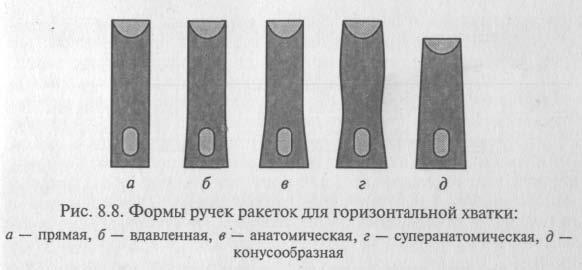 а б в г д
Рис. 8.8. Формы ручек ракеток для горизонтальной хватки:
а — прямая, б — вдавленная, в — анатомическая, г — суперанатомическая, д —
конусообразная